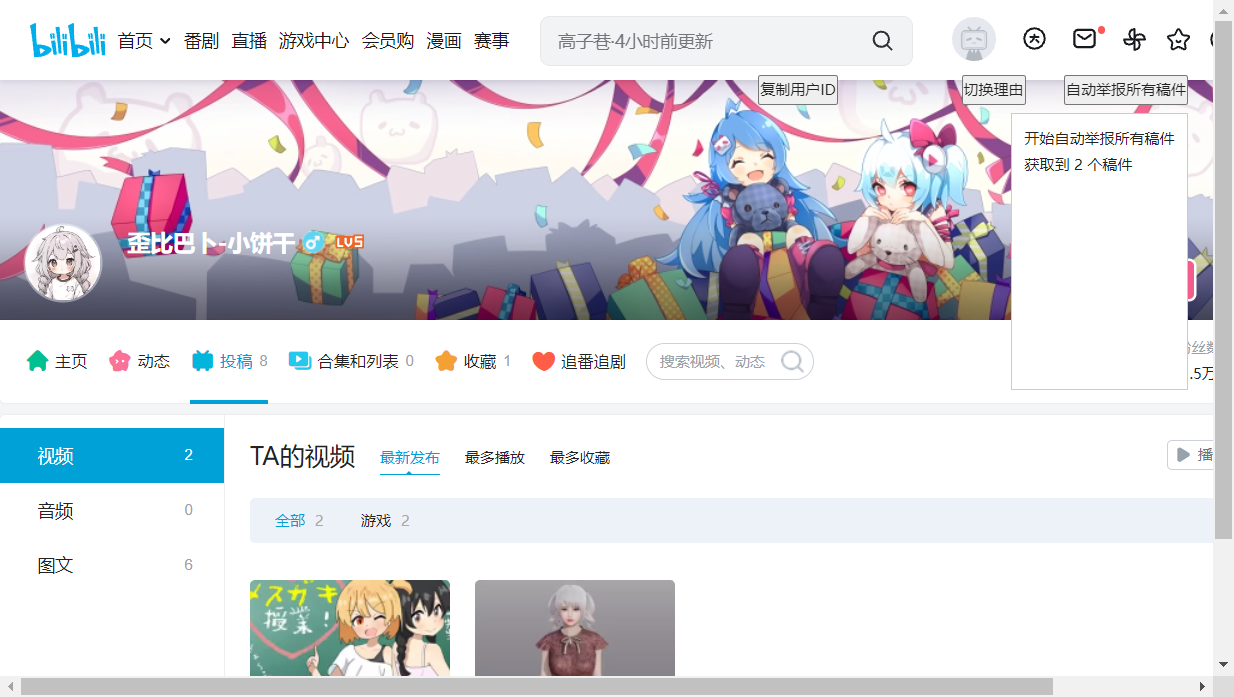 bilibili 首页 番剧 直播 游戏中心 会员购 漫画 赛事 高子巷·4小时前更新
复制用户ID 切换理由 自动举报所有稿件
开始自动举报所有稿件
获取到 2 个稿件
歪比巴卜-小饼干 LV5
主页 动态 投稿 8 合集和列表 0 收藏 1 追番追剧 搜索视频、动态
丝数
.5万
视频 2
音频 0
图文 6
TA的视频 最新发布 最多播放 最多收藏 播
全部 2 游戏 2
メスガキ
授業!